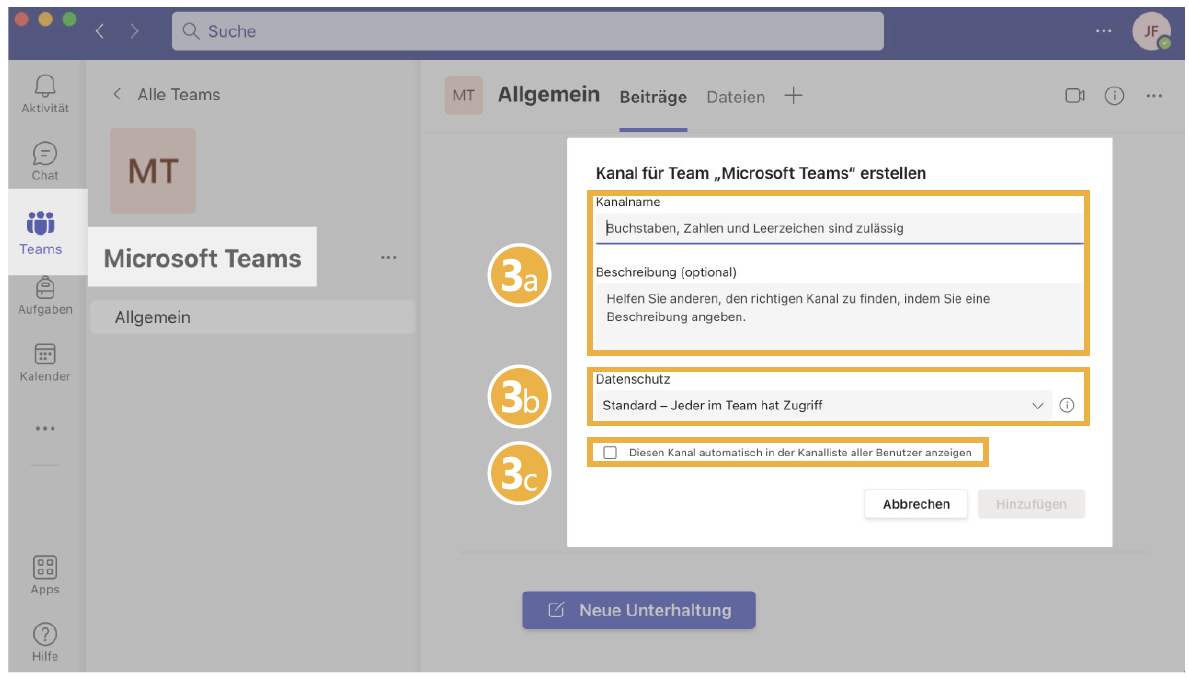 Suche
JF
Aktivität
Chat
Teams
Aufgaben
Kalender
Apps
Hilfe
Alle Teams
MT
Microsoft Teams
Allgemein
MT
Allgemein
Beiträge
Dateien
Kanal für Team „Microsoft Teams“ erstellen
3a
Kanalname
Buchstaben, Zahlen und Leerzeichen sind zulässig
Beschreibung (optional)
Helfen Sie anderen, den richtigen Kanal zu finden, indem Sie eine
Beschreibung angeben.
3b
Datenschutz
Standard – Jeder im Team hat Zugriff
3c
Diesen Kanal automatisch in der Kanalliste aller Benutzer anzeigen
Abbrechen
Hinzufügen
Neue Unterhaltung